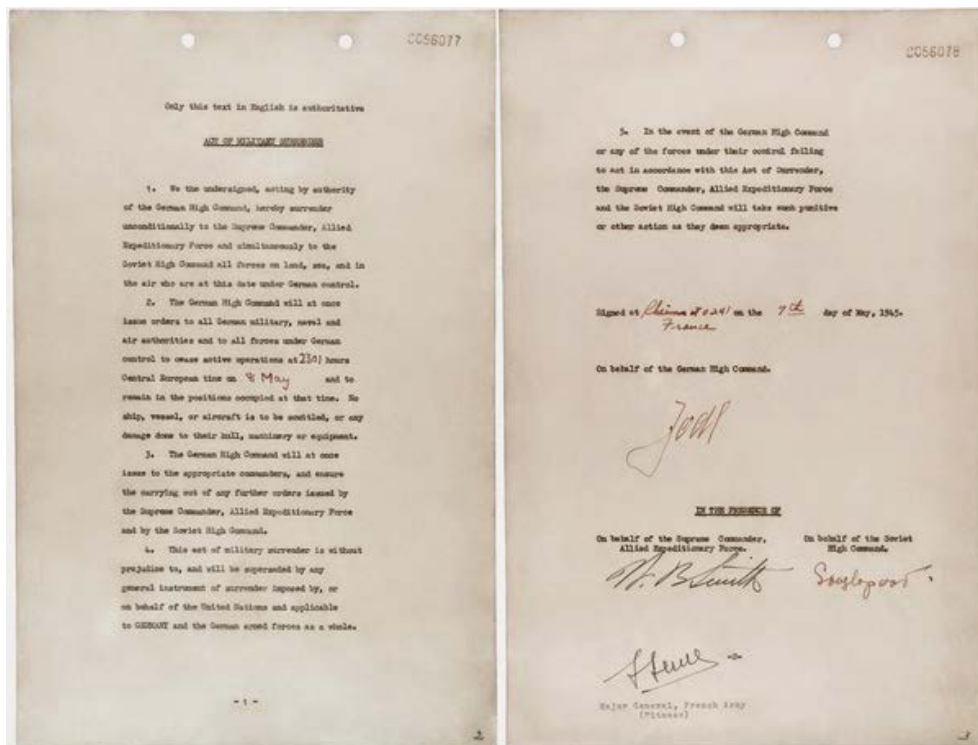 CC56077
Only this text in English is authoritative
ACT OF MILITARY SURRENDER
1. We the undersigned, acting by authority
of the German High Command, hereby surrender
unconditionally to the Supreme Commander, Allied
Expeditionary Force and simultaneously to the
Soviet High Command all forces on land, sea, and in
the air who are at this date under German control.
2. The German High Command will at once
issue orders to all German military, naval and
air authorities and to all forces under German
control to cease active operations at 2301 hours
Central European time on 8 May and to
remain in the positions occupied at that time. No
ship, vessel, or aircraft is to be scuttled, or any
damage done to their hull, machinery or equipment.
3. The German High Command will at once
issue to the appropriate commanders, and ensure
the carrying out of any further orders issued by
the Supreme Commander, Allied Expeditionary Force
and by the Soviet High Command.
4. This act of military surrender is without
prejudice to, and will be superseded by any
general instrument of surrender imposed by, or
on behalf of the United Nations and applicable
to GERMANY and the German armed forces as a whole.
- 1 -
CC56078
5. In the event of the German High Command
or any of the forces under their control failing
to act in accordance with this Act of Surrender,
the Supreme Commander, Allied Expeditionary Force
and the Soviet High Command will take such punitive
or other action as they deem appropriate.
Signed at Rheims at 0241 on the 7th day of May, 1945.
France
On behalf of the German High Command.
Jodl
IN THE PRESENCE OF
On behalf of the Supreme Commander,
Allied Expeditionary Force.
W. B. Smith
On behalf of the Soviet
High Command.
Major General, French Army
(Witness)